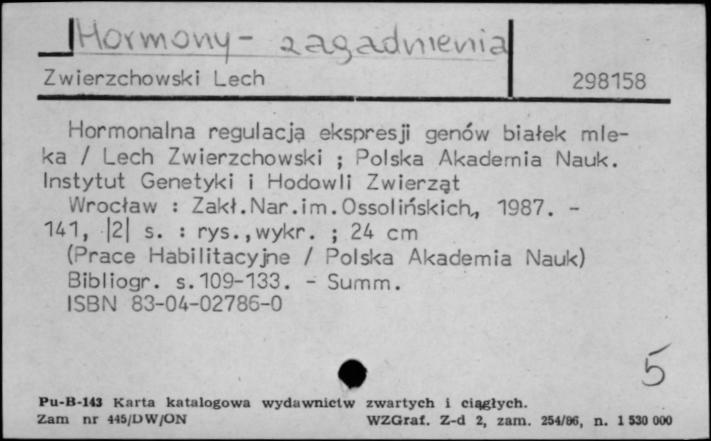 Hormony - zagadnienia
Zwierzchowski Lech 298158
Hormonalna regulacja ekspresji genów białek mle-
ka / Lech Zwierzchowski ; Polska Akademia Nauk.
Instytut Genetyki i Hodowli Zwierząt
Wrocław : Zakł.Nar.im.Ossolińskich, 1987. -
141, |2| s. : rys.,wykr. ; 24 cm
(Prace Habilitacyjne / Polska Akademia Nauk)
Bibliogr. s.109-133. - Summ.
ISBN 83-04-02786-0
5
Pu-B-143 Karta katalogowa wydawnictw zwartych i ciągłych.
Zam nr 445/DW/ON WZGraf. Z-d 2, zam. 254/86, n. 1 530 000